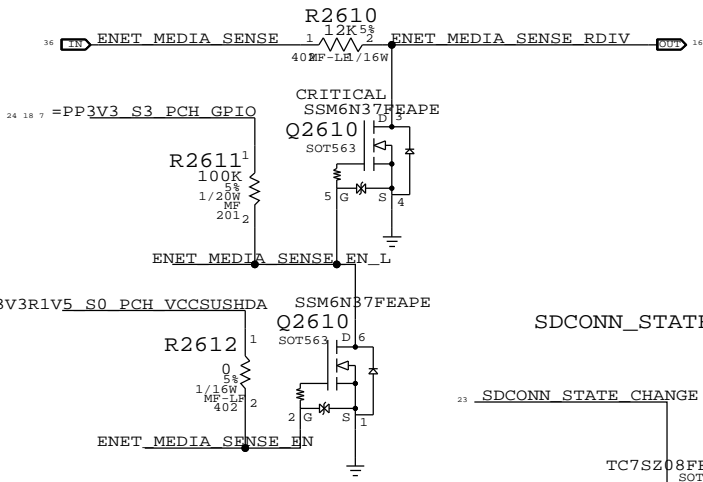 R2610
12K 5%
36 IN ENET_MEDIA_SENSE 1 2 ENET_MEDIA_SENSE_RDIV OUT 16
402 MF-LF 1/16W
CRITICAL
SSM6N37FEAPE
D 3
24 18 7 =PP3V3_S3_PCH_GPIO
Q2610
SOT563
R2611 1
100K
5%
1/20W
MF
201 2
5 G S 4
ENET_MEDIA_SENSE_EN_L
3V3R1V5_S0_PCH_VCCSUSHDA
SSM6N37FEAPE
Q2610
SOT563 D 6
SDCONN_STATE
R2612 1
0
5%
1/16W
MF-LF
402 2
2 G S 1
23 SDCONN_STATE_CHANGE
ENET_MEDIA_SENSE_EN
TC7SZ08FE
SOT